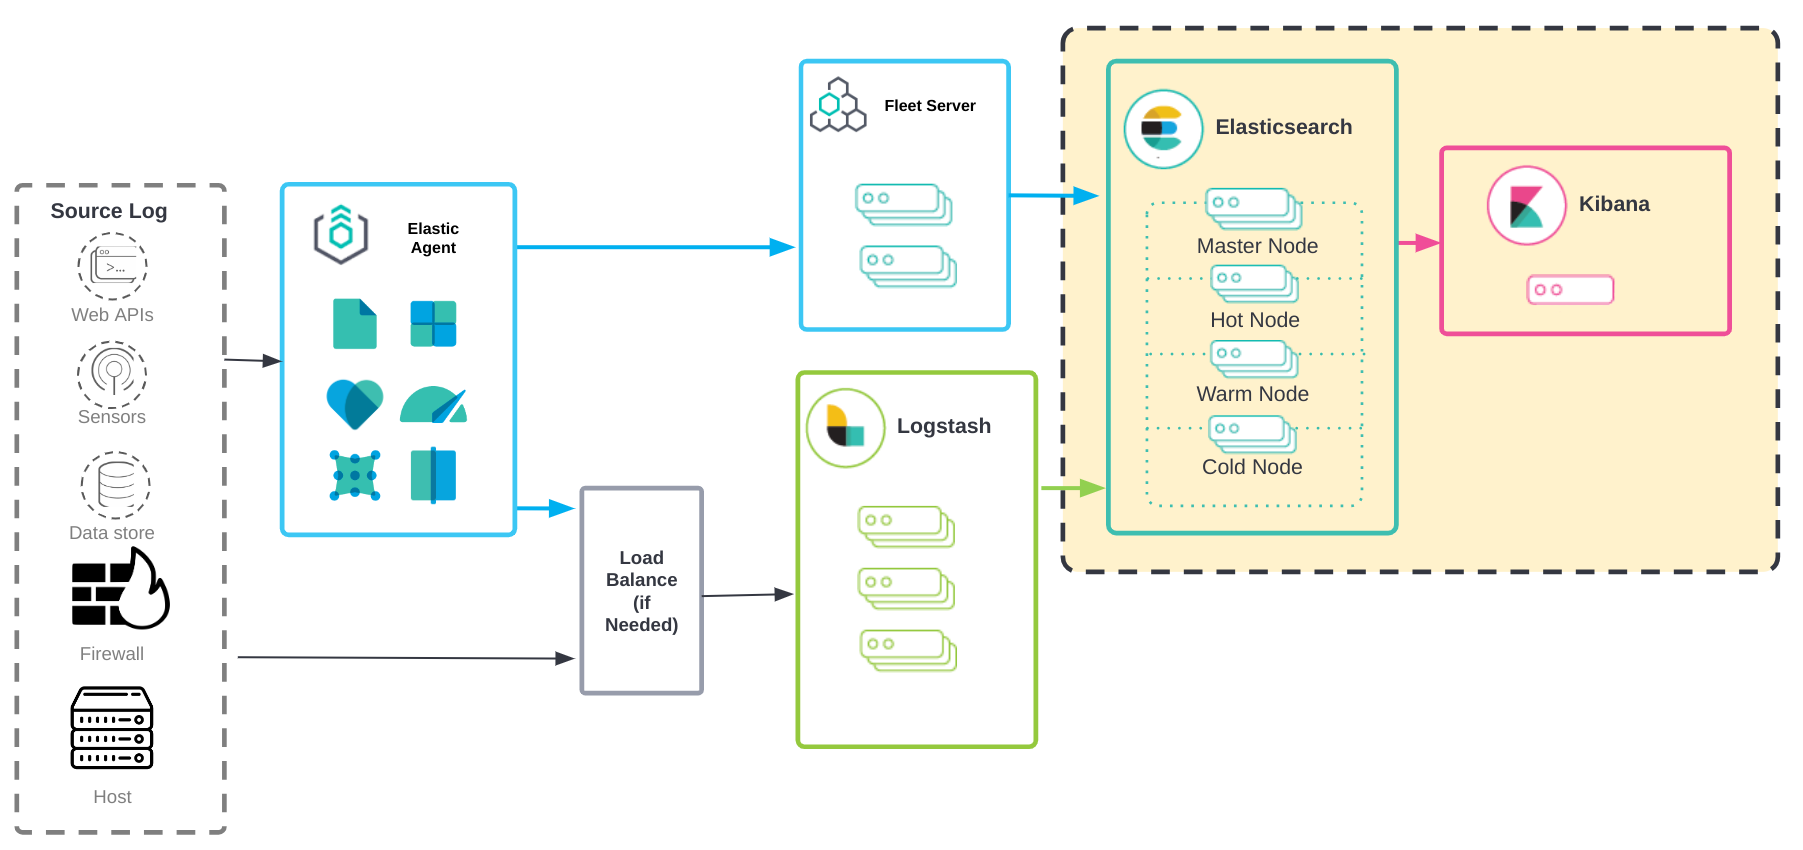 Source Log
Web APIs
Sensors
Data store
Firewall
Host
Elastic
Agent
Load
Balance
(if
Needed)
Fleet Server
Logstash
Elasticsearch
Master Node
Hot Node
Warm Node
Cold Node
Kibana